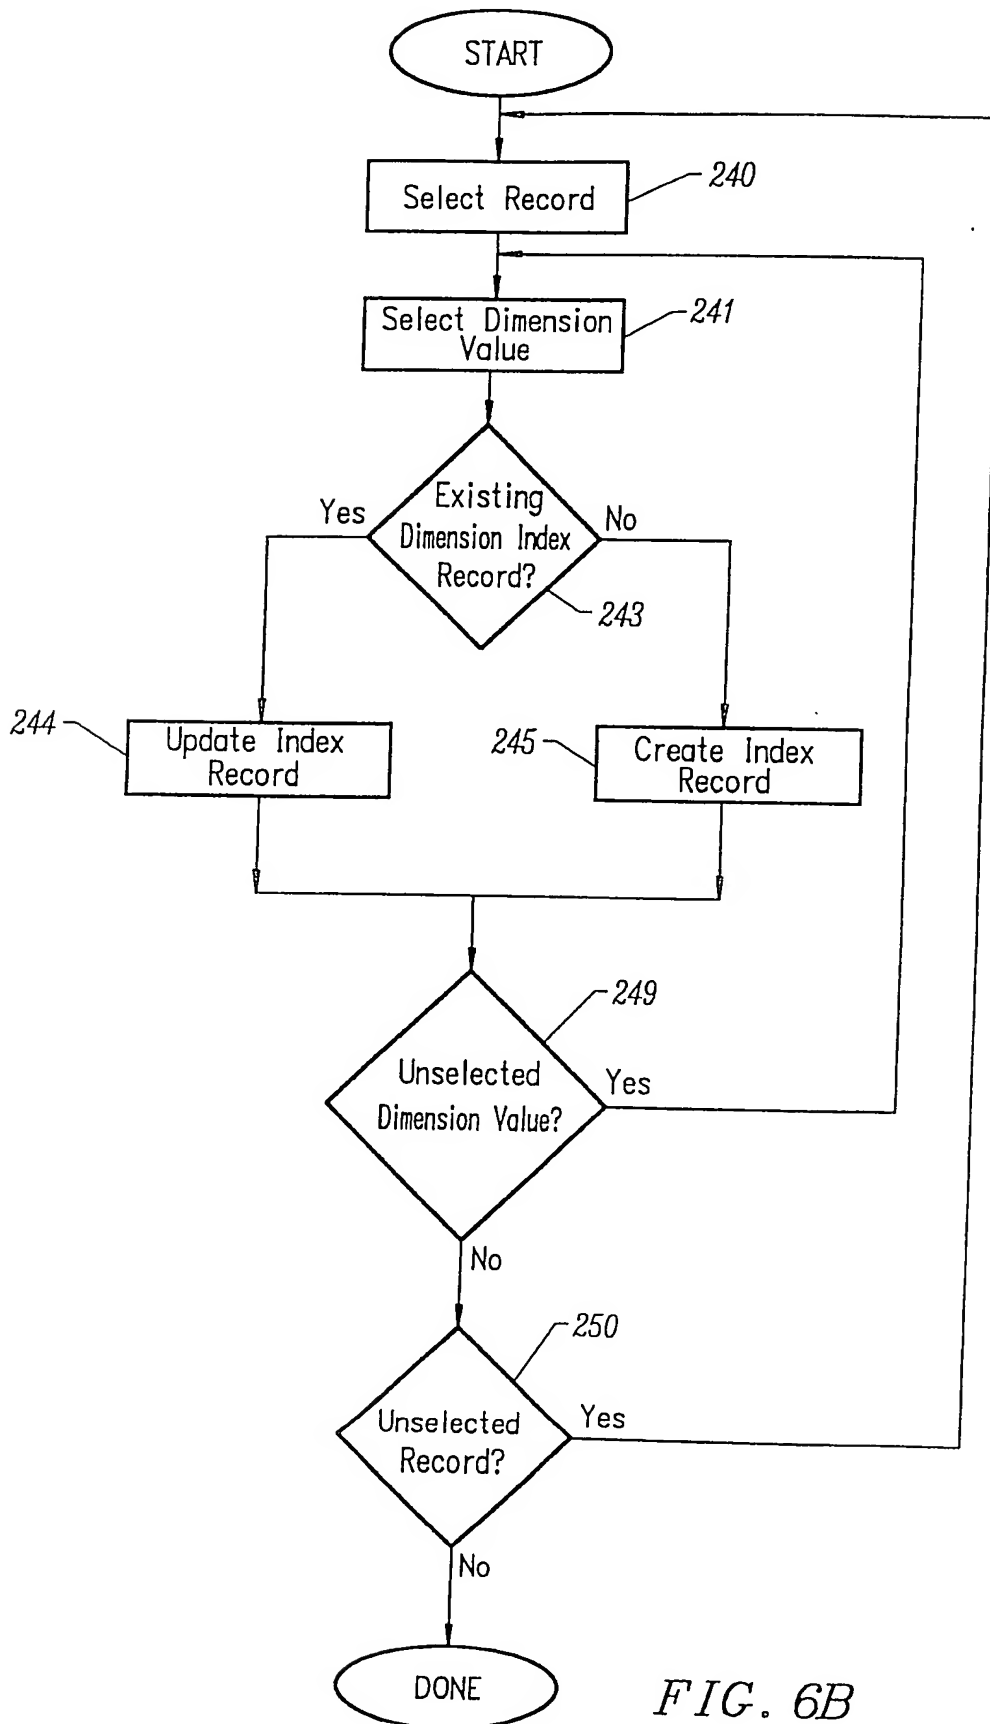 START
Select Record
240
Select Dimension
Value
241
Existing
Dimension Index
Record?
Yes
No
243
244
Update Index
Record
245
Create Index
Record
249
Unselected
Dimension Value?
Yes
No
250
Unselected
Record?
Yes
No
DONE
FIG. 6B